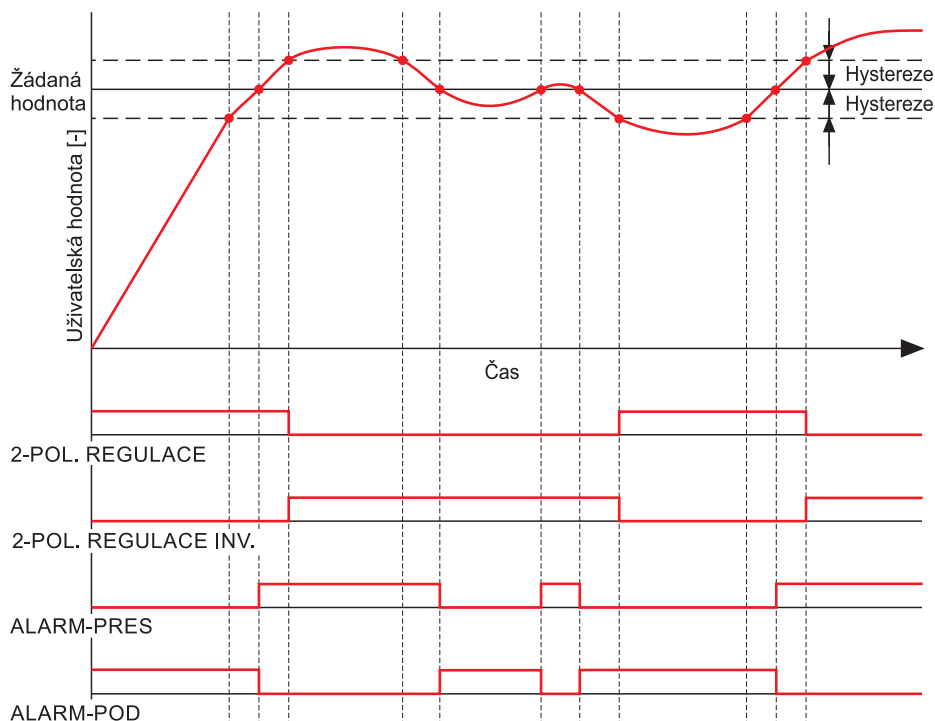 Žádaná
hodnota
Uživatelská hodnota [-]
Hystereze
Hystereze
Čas
2-POL. REGULACE
2-POL. REGULACE INV.
ALARM-PRES
ALARM-POD